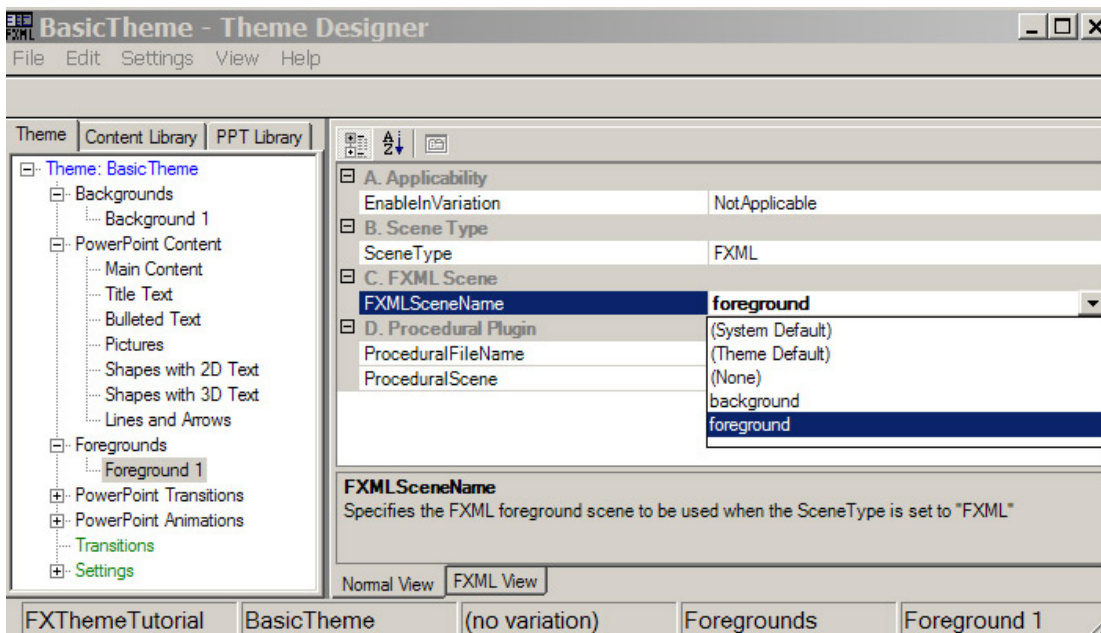 FXML
BasicTheme - Theme Designer
File Edit Settings View Help
Theme Content Library PPT Library
Theme: BasicTheme
Backgrounds
Background 1
PowerPoint Content
Main Content
Title Text
Bulleted Text
Pictures
Shapes with 2D Text
Shapes with 3D Text
Lines and Arrows
Foregrounds
Foreground 1
PowerPoint Transitions
PowerPoint Animations
Transitions
Settings
A. Applicability
EnableInVariation NotApplicable
B. Scene Type
SceneType FXML
C. FXML Scene
FXMLSceneName foreground
D. Procedural Plugin
ProceduralFileName
ProceduralScene
(System Default)
(Theme Default)
(None)
background
foreground
FXMLSceneName
Specifies the FXML foreground scene to be used when the SceneType is set to "FXML"
Normal View FXML View
FXThemeTutorial BasicTheme (no variation) Foregrounds Foreground 1